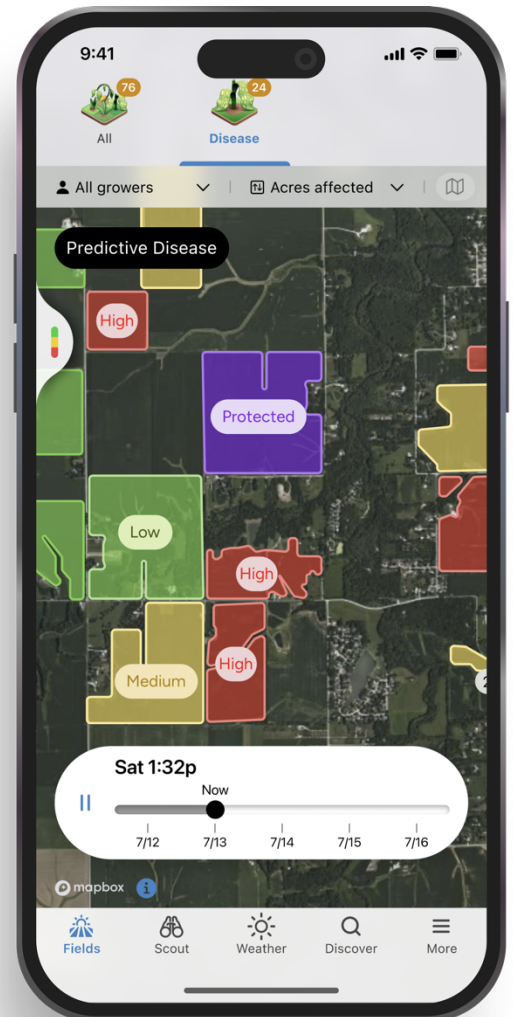 9:41
76
24
All
Disease
All growers
Acres affected
Predictive Disease
High
Protected
Low
High
High
Medium
2
Sat 1:32p
Now
7/12
7/13
7/14
7/15
7/16
mapbox
i
Fields
Scout
Weather
Discover
More